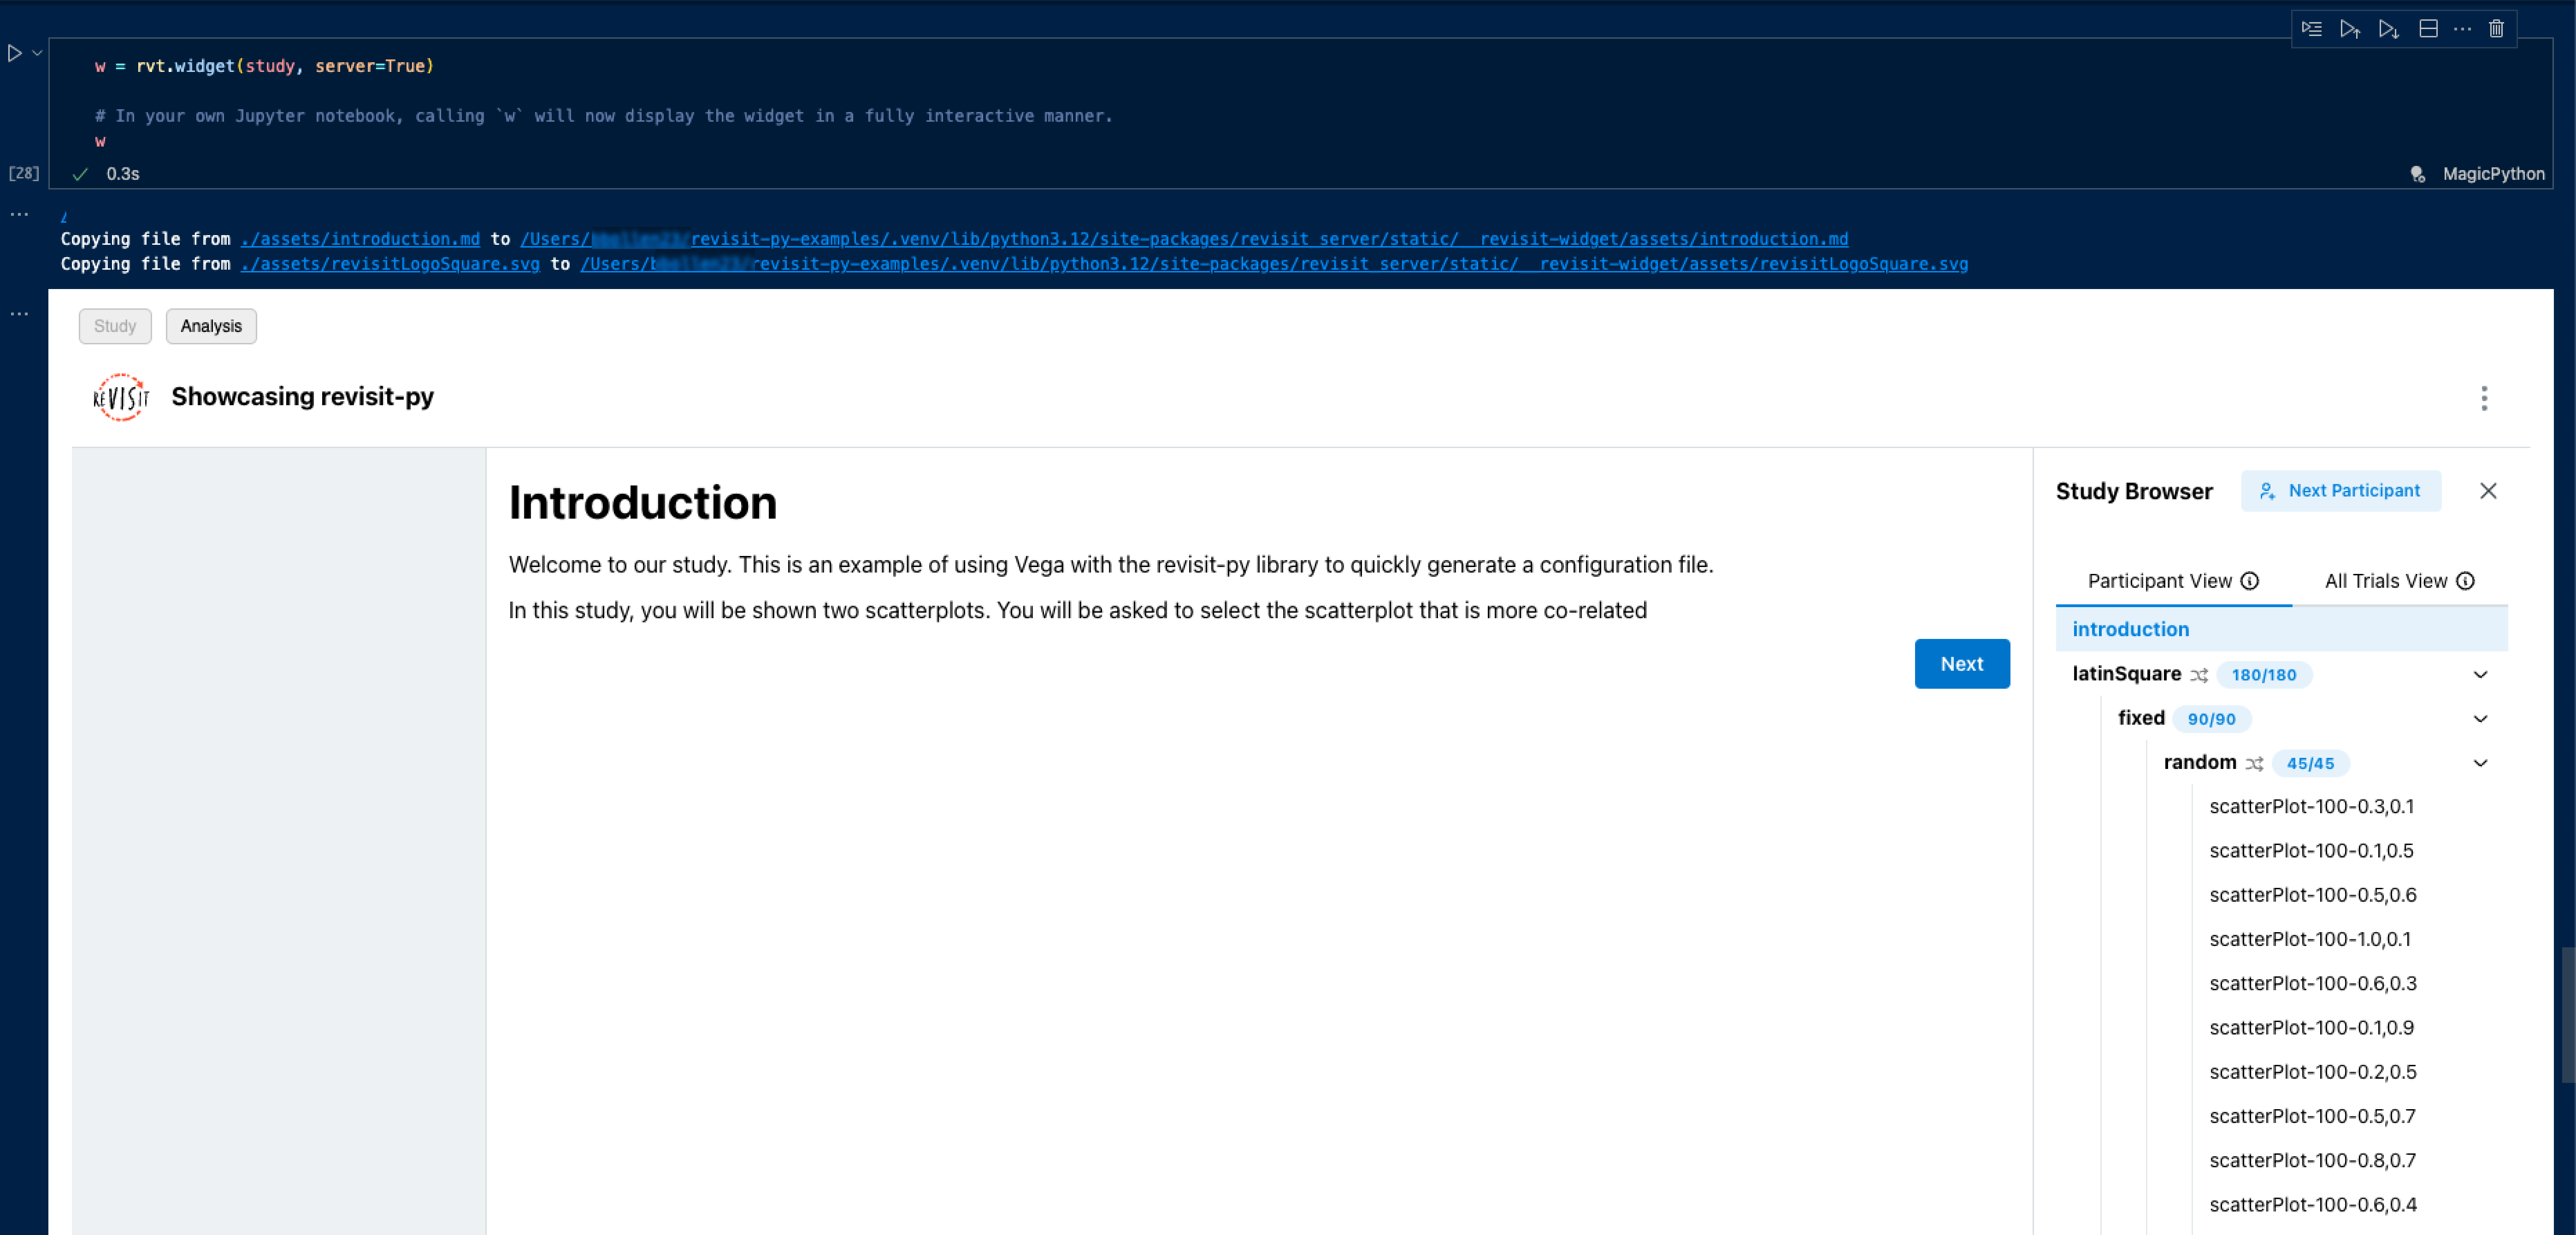 w = rvt.widget(study, server=True)
# In your own Jupyter notebook, calling `w` will now display the widget in a fully interactive manner.
w
[28]
0.3s
MagicPython
/
Copying file from ./assets/introduction.md to /Users/ revisit-py-examples/.venv/lib/python3.12/site-packages/revisit_server/static/__revisit-widget/assets/introduction.md
Copying file from ./assets/revisitLogoSquare.svg to /Users/ revisit-py-examples/.venv/lib/python3.12/site-packages/revisit_server/static/__revisit-widget/assets/revisitLogoSquare.svg
Study
Analysis
REVISIT
Showcasing revisit-py
Introduction
Welcome to our study. This is an example of using Vega with the revisit-py library to quickly generate a configuration file.
In this study, you will be shown two scatterplots. You will be asked to select the scatterplot that is more co-related
Next
Study Browser
Next Participant
Participant View
All Trials View
introduction
latinSquare 180/180
fixed 90/90
random 45/45
scatterPlot-100-0.3,0.1
scatterPlot-100-0.1,0.5
scatterPlot-100-0.5,0.6
scatterPlot-100-1.0,0.1
scatterPlot-100-0.6,0.3
scatterPlot-100-0.1,0.9
scatterPlot-100-0.2,0.5
scatterPlot-100-0.5,0.7
scatterPlot-100-0.8,0.7
scatterPlot-100-0.6,0.4